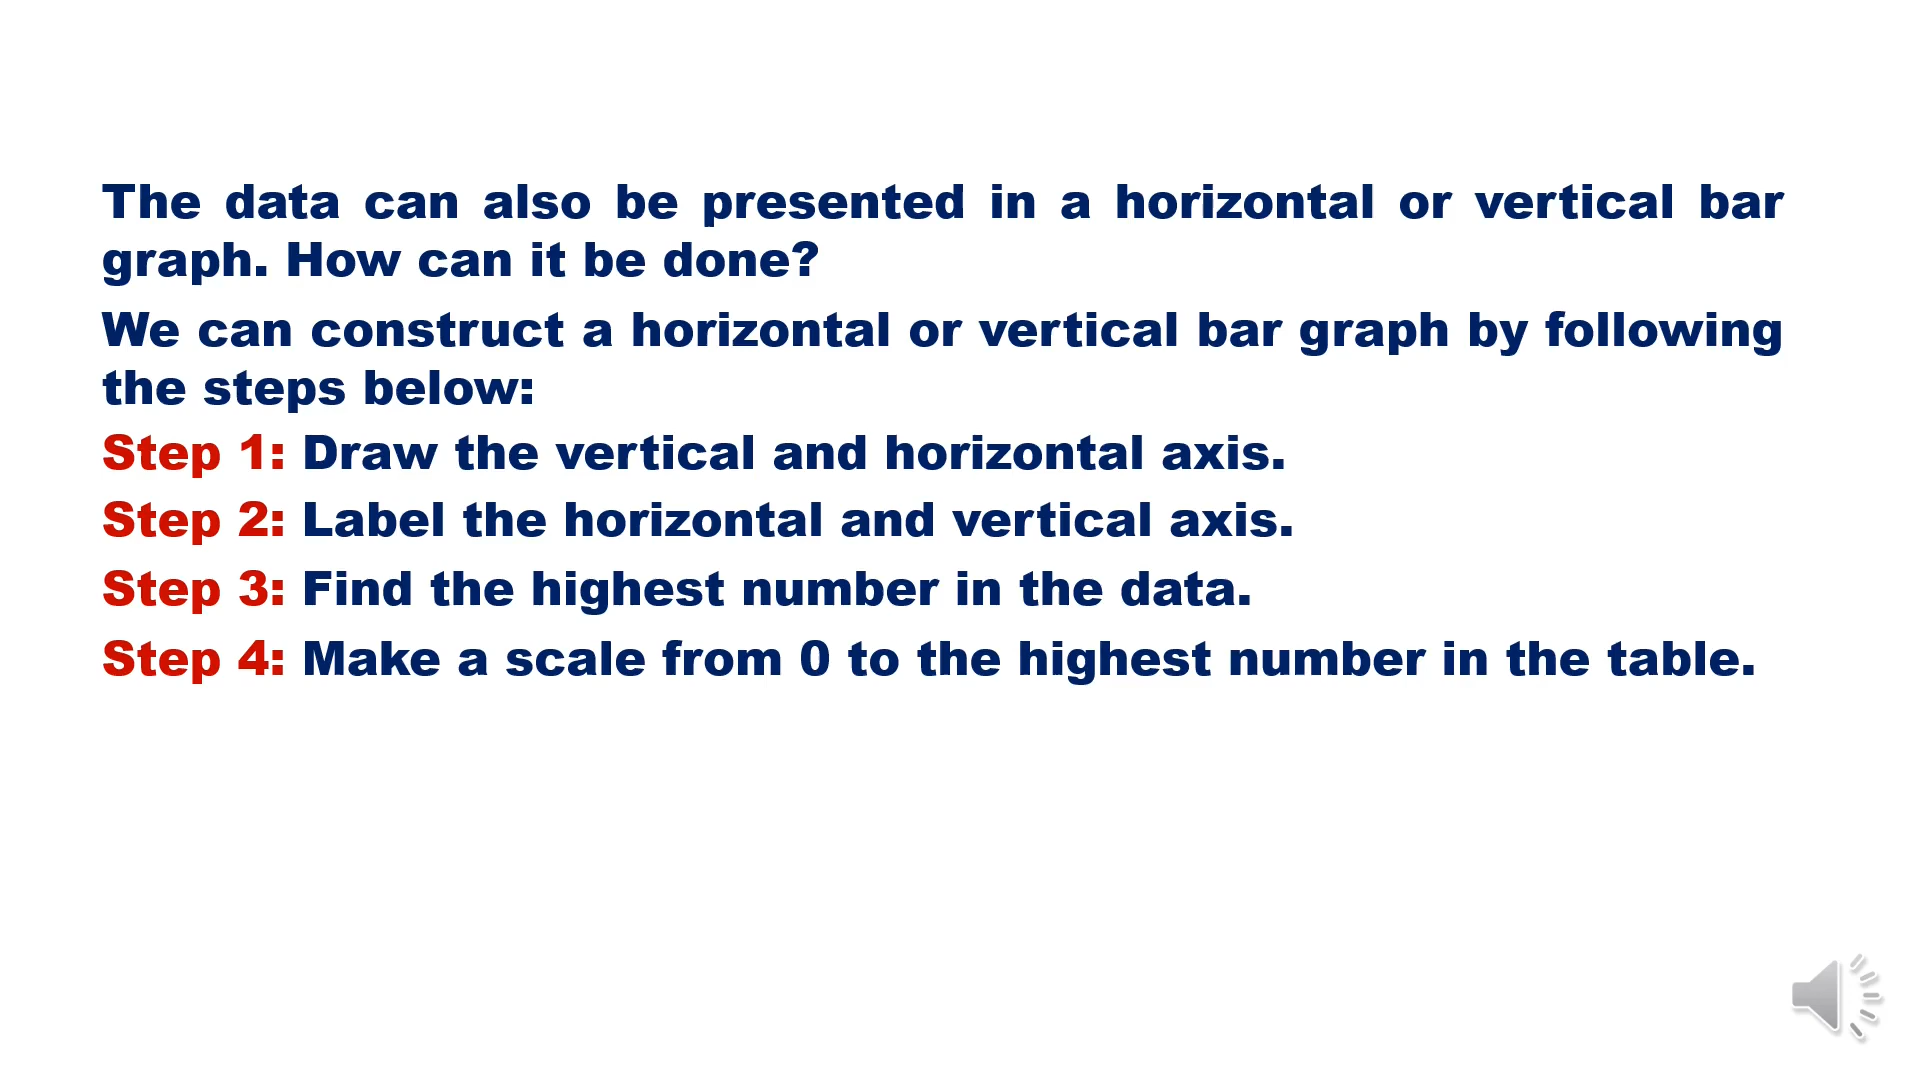 The data can also be presented in a horizontal or vertical bar
graph. How can it be done?
We can construct a horizontal or vertical bar graph by following
the steps below:
Step 1: Draw the vertical and horizontal axis.
Step 2: Label the horizontal and vertical axis.
Step 3: Find the highest number in the data.
Step 4: Make a scale from 0 to the highest number in the table.